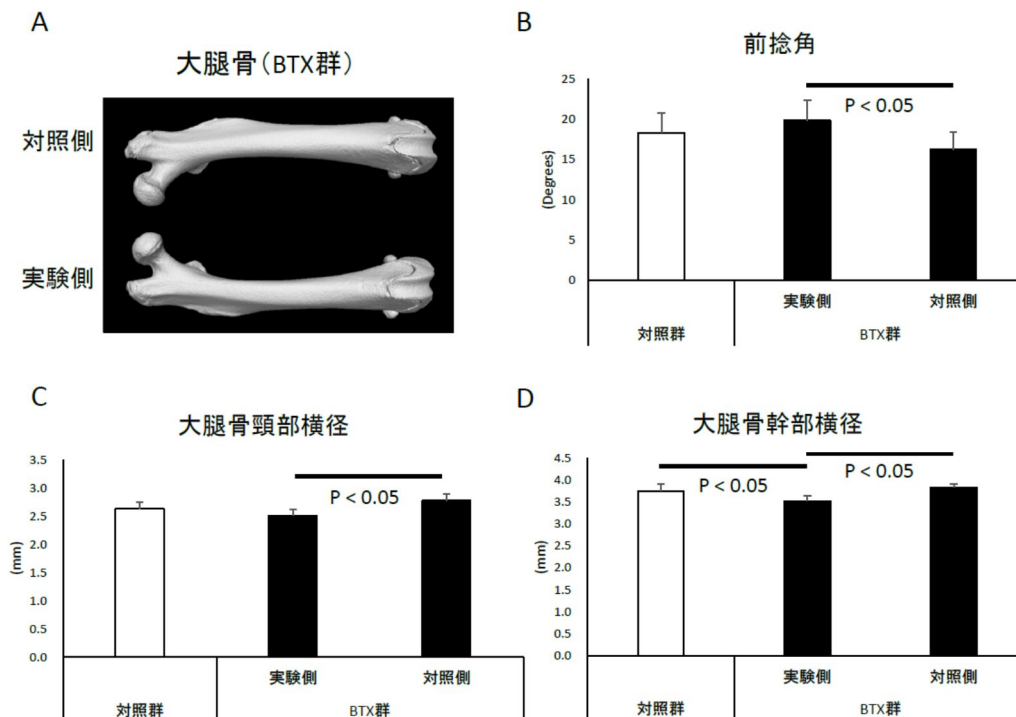 A
大腿骨（BTX群）
対照側
実験側
B
前捻角
25
20
15
10
5
0
(Degrees)
P < 0.05
実験側
対照側
対照群
BTX群
C
大腿骨頸部横径
3.5
3.0
2.5
2.0
1.5
1.0
0.5
0.0
(mm)
P < 0.05
実験側
対照側
対照群
BTX群
D
大腿骨幹部横径
4.5
4.0
3.5
3.0
2.5
2.0
1.5
1.0
0.5
0.0
(mm)
P < 0.05
P < 0.05
実験側
対照側
対照群
BTX群